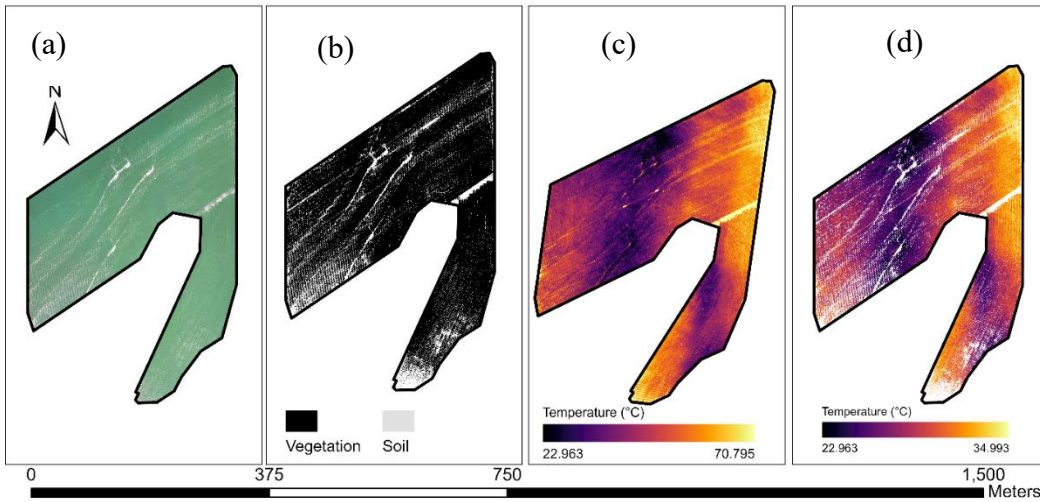 (a)
(b)
(c)
(d)
N
Vegetation Soil
Temperature (°C)
22.963 70.795
Temperature (°C)
22.963 34.993
0 375 750 1,500
Meters